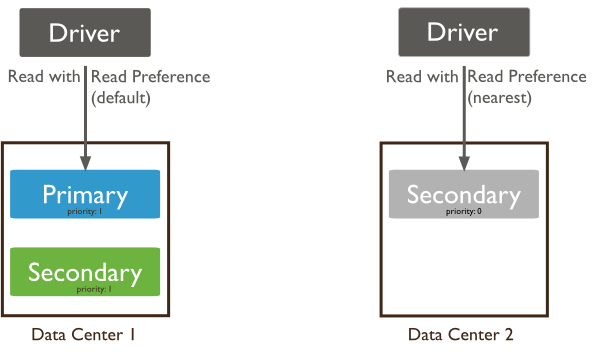 Driver
Read with Read Preference
(default)
Primary
priority: 1
Secondary
priority: 1
Data Center 1
Driver
Read with Read Preference
(nearest)
Secondary
priority: 0
Data Center 2